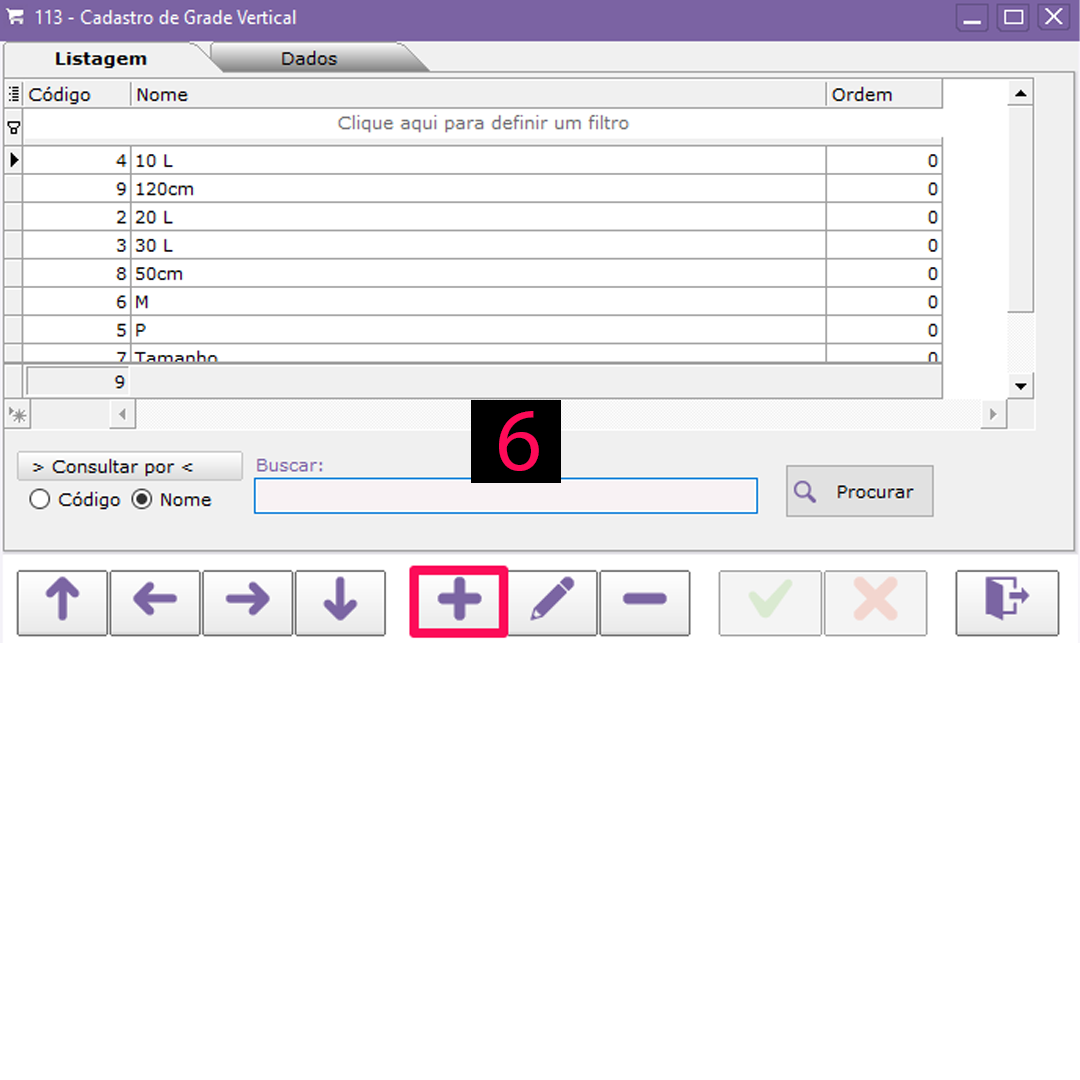 113 - Cadastro de Grade Vertical
Listagem Dados
Código Nome Ordem
Clique aqui para definir um filtro
4 10 L 0
9 120cm 0
2 20 L 0
3 30 L 0
8 50cm 0
6 M 0
5 P 0
7 Tamanho 0
9
6
> Consultar por < Buscar:
Código Nome
Procurar